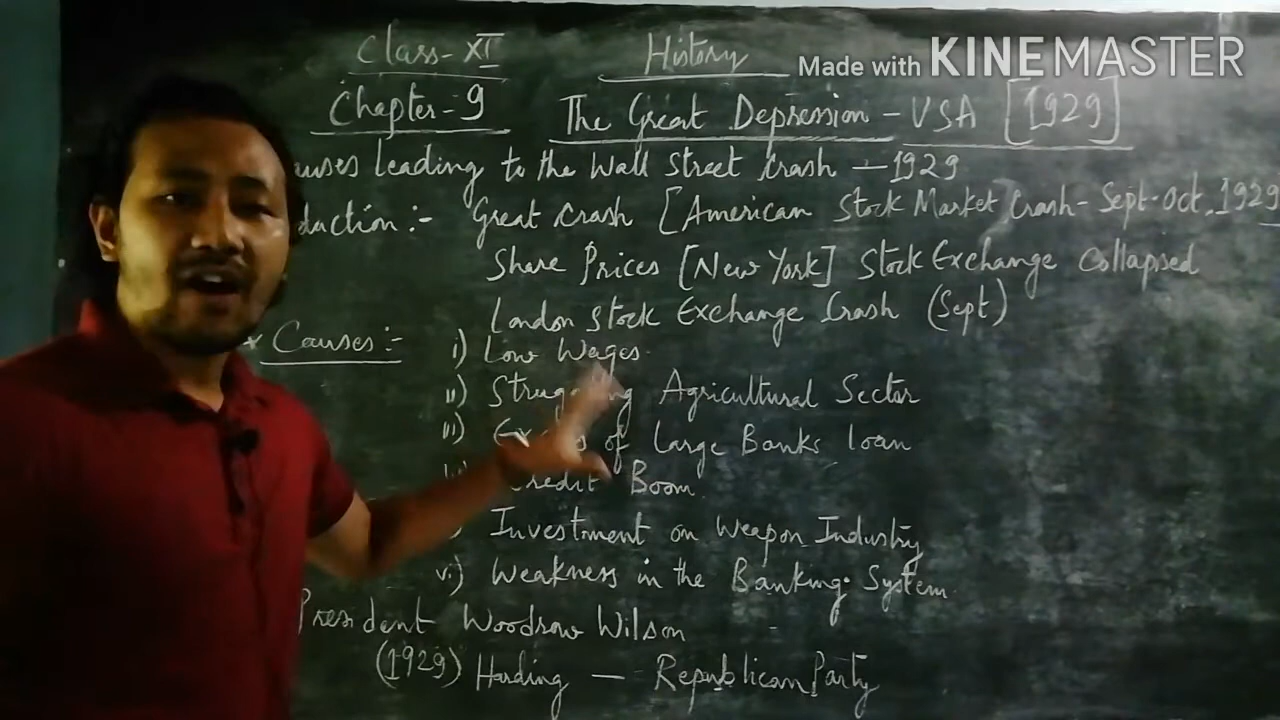 Class-XI History
Made with KINEMASTER
Chapter-9 The Great Depression - USA [1929]
uses leading to the Wall Street Crash - 1929
duction :- Great Crash [American Stock Market Crash - Sept-Oct, 1929
Share Prices [New York] Stock Exchange Collapsed
London Stock Exchange Crash (Sept)
* Causes :- i) Low Wages
ii) Agricultural Sector
iii) of Large Banks loan
Credit Boom.
Investment on Weapon Industry
vi) Weakness in the Banking System
President Woodrow Wilson
(1929) Harding — Republican Party